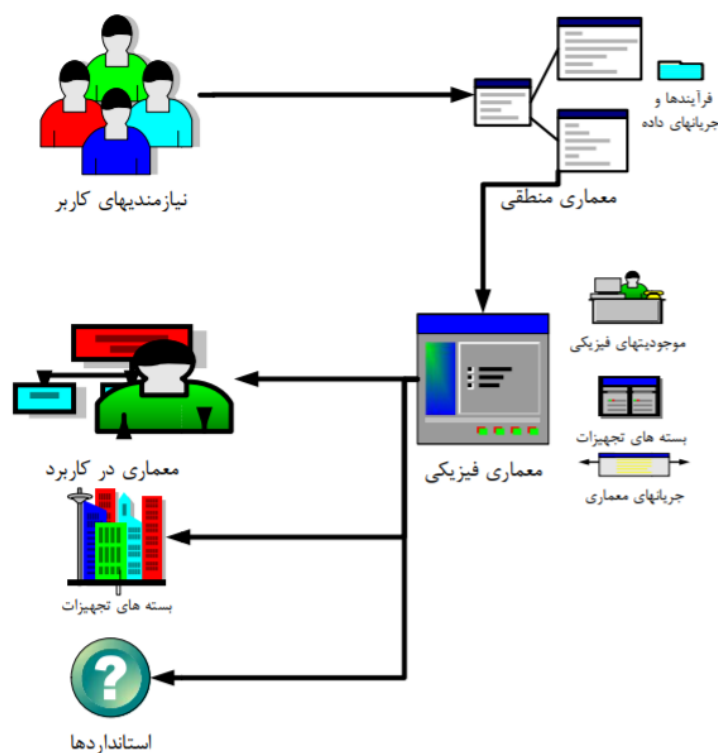 فرآیندها و
جریانهای داده
نیازمندیهای کاربر
معماری منطقی
موجودیتهای فیزیکی
بسته های تجهیزات
جریانهای معماری
معماری فیزیکی
معماری در کاربرد
بسته های تجهیزات
?
استانداردها